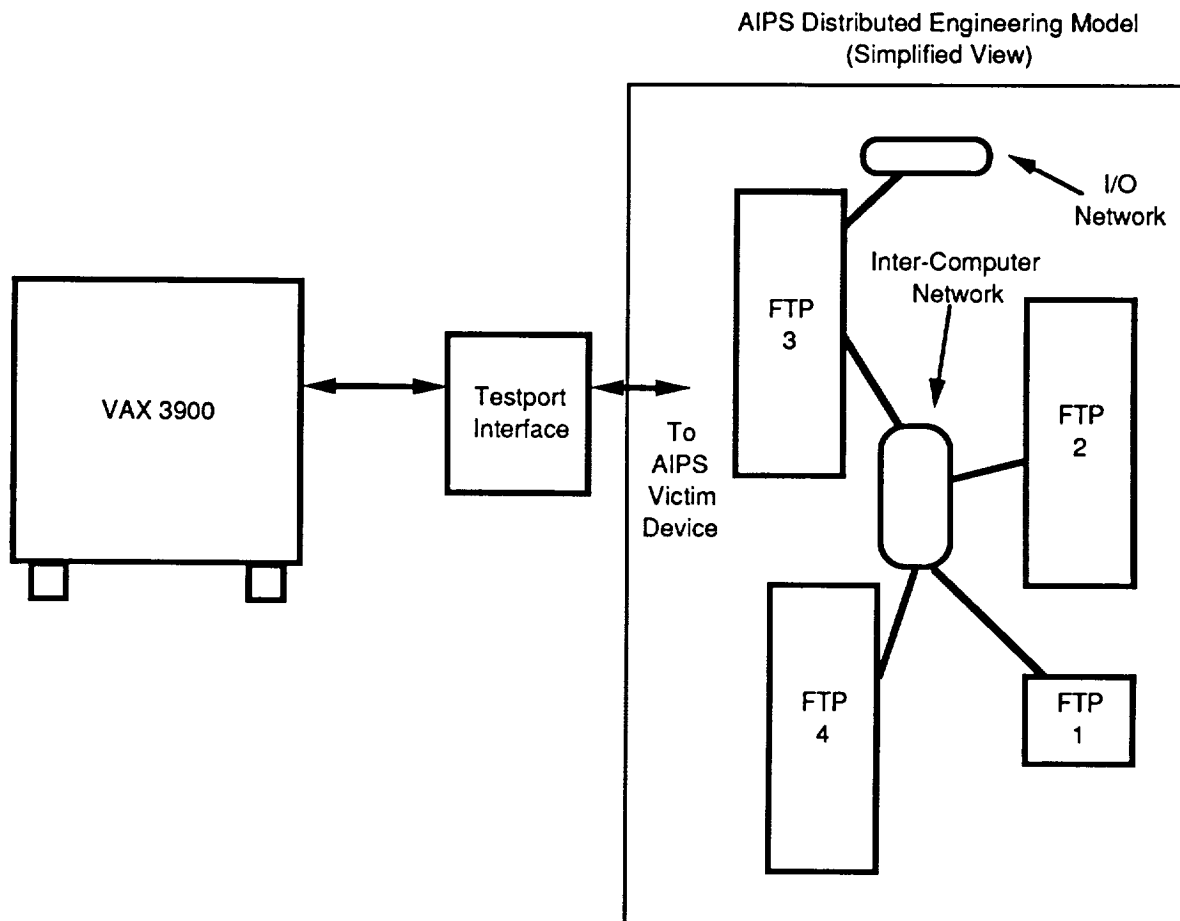 AIPS Distributed Engineering Model
(Simplified View)
I/O
Network
Inter-Computer
Network
FTP
3
FTP
2
VAX 3900
Testport
Interface
To
AIPS
Victim
Device
FTP
4
FTP
1